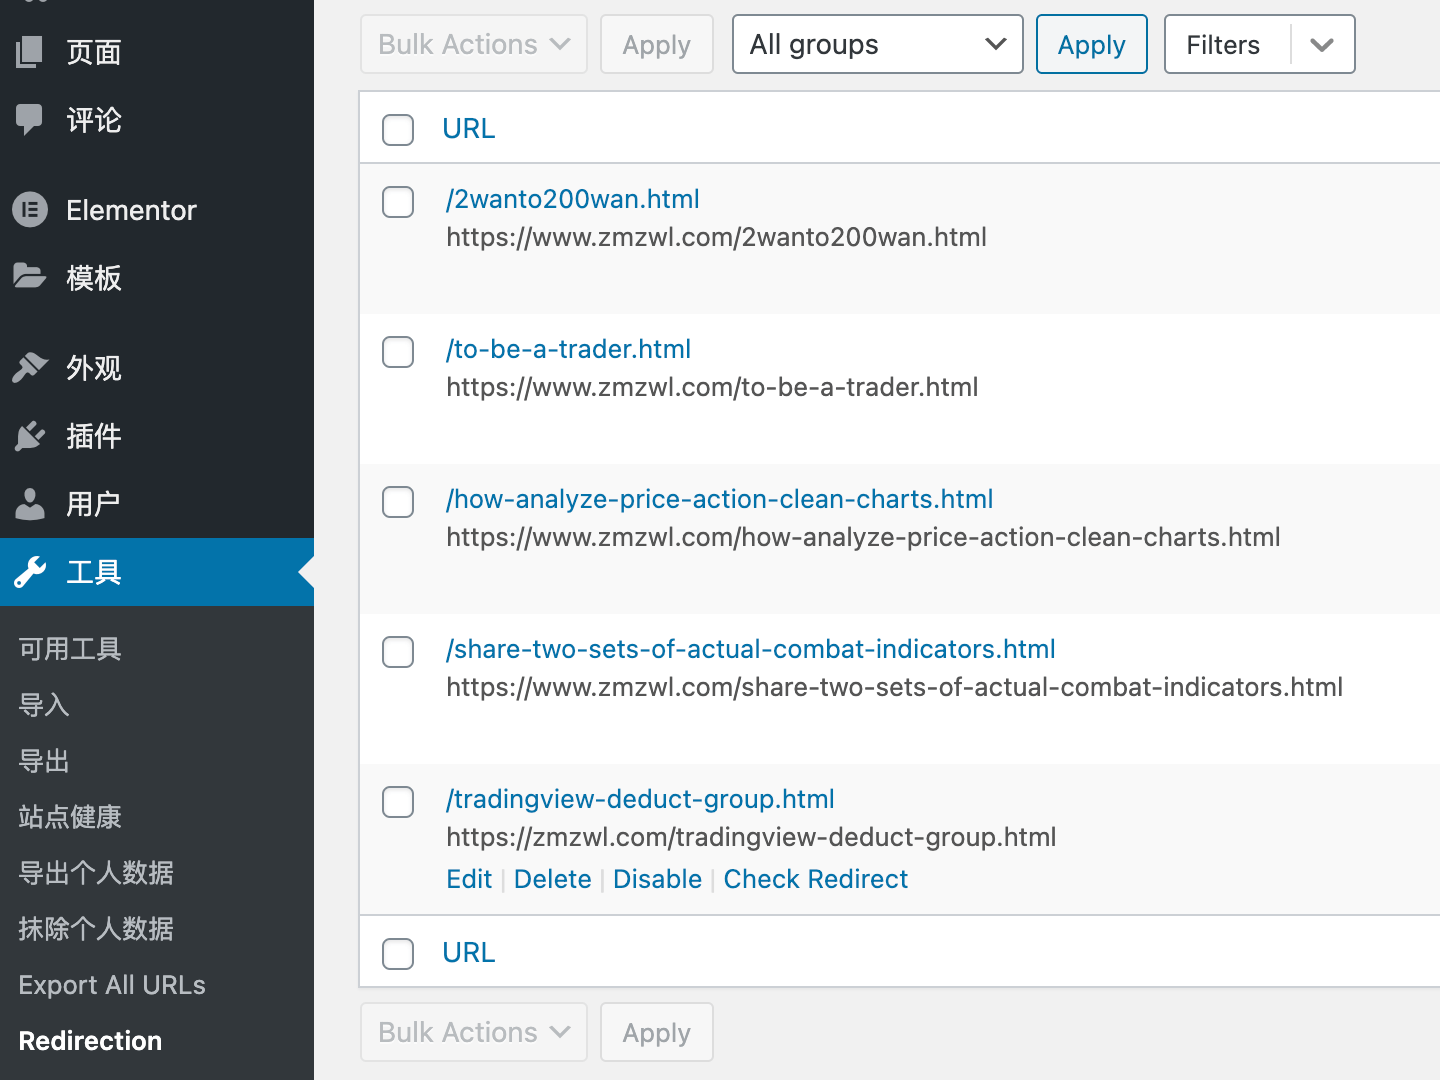 页面
评论
Elementor
模板
外观
插件
用户
工具
可用工具
导入
导出
站点健康
导出个人数据
抹除个人数据
Export All URLs
Redirection
Bulk Actions Apply All groups Apply Filters
URL
/2wanto200wan.html
https://www.zmzwl.com/2wanto200wan.html
/to-be-a-trader.html
https://www.zmzwl.com/to-be-a-trader.html
/how-analyze-price-action-clean-charts.html
https://www.zmzwl.com/how-analyze-price-action-clean-charts.html
/share-two-sets-of-actual-combat-indicators.html
https://www.zmzwl.com/share-two-sets-of-actual-combat-indicators.html
/tradingview-deduct-group.html
https://zmzwl.com/tradingview-deduct-group.html
Edit | Delete | Disable | Check Redirect
URL
Bulk Actions Apply